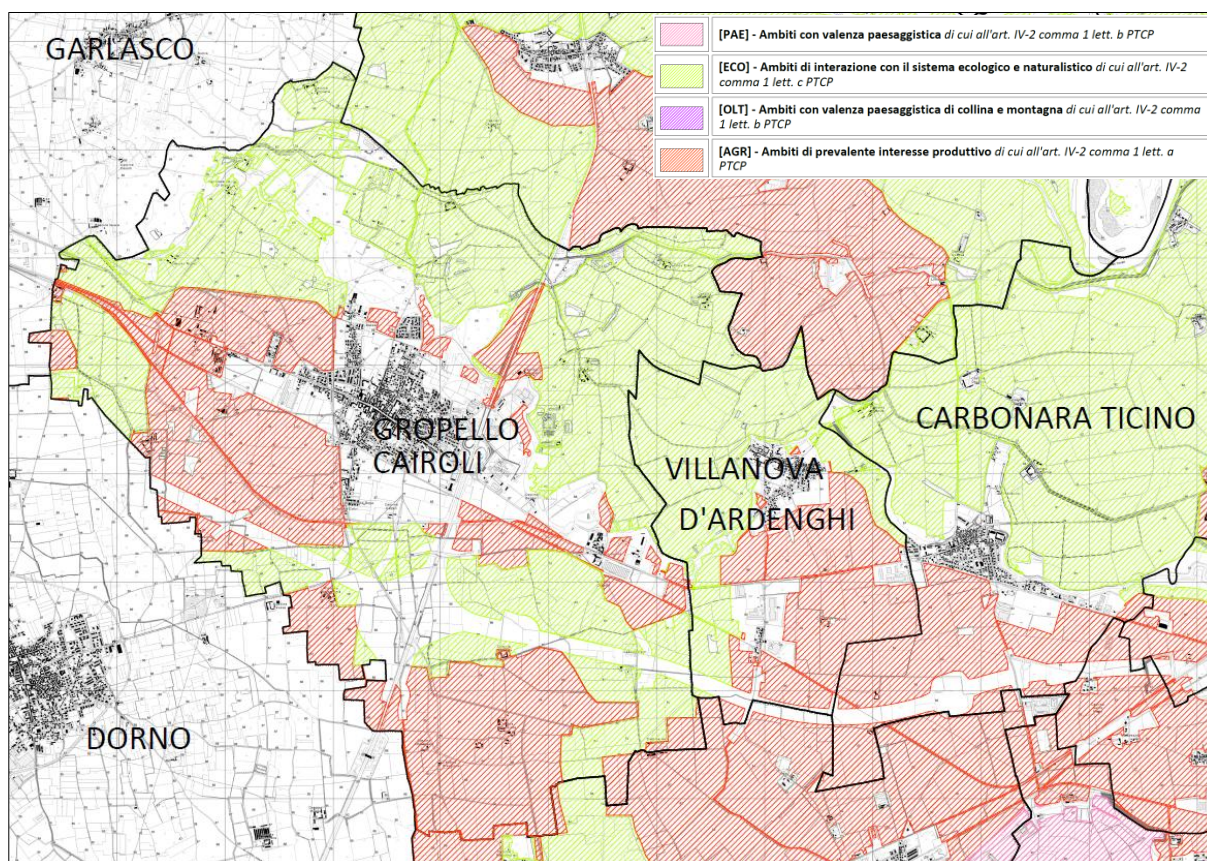 GARLASCO
[PAE] - Ambiti con valenza paesaggistica di cui all'art. IV-2 comma 1 lett. b PTCP
[ECO] - Ambiti di interazione con il sistema ecologico e naturalistico di cui all'art. IV-2
comma 1 lett. c PTCP
[OLT] - Ambiti con valenza paesaggistica di collina e montagna di cui all'art. IV-2 comma
1 lett. b PTCP
[AGR] - Ambiti di prevalente interesse produttivo di cui all'art. IV-2 comma 1 lett. a
PTCP
GROPELLO
CAIROLI
VILLANOVA
D'ARDENGHI
CARBONARA TICINO
DORNO